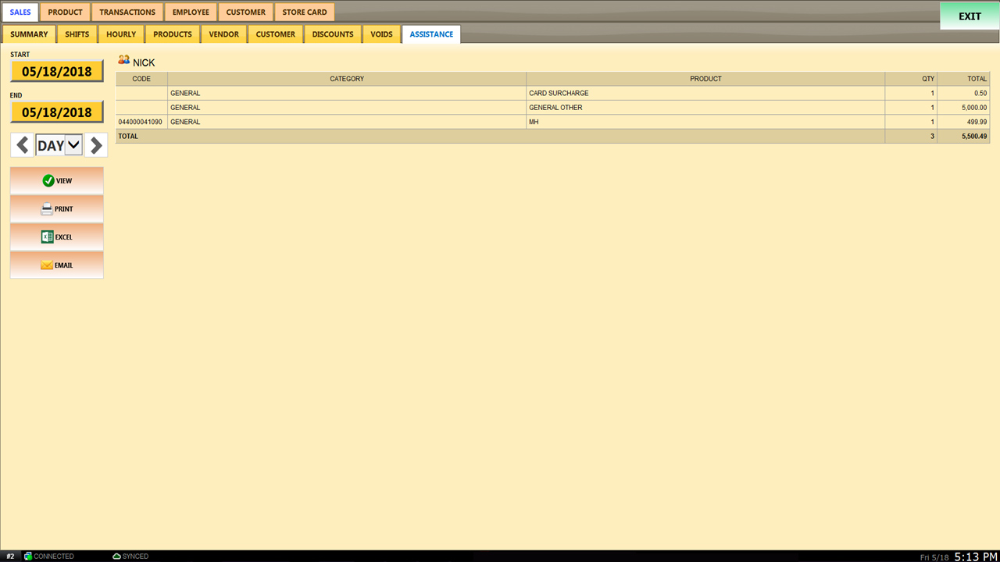 SALES PRODUCT TRANSACTIONS EMPLOYEE CUSTOMER STORE CARD EXIT
SUMMARY SHIFTS HOURLY PRODUCTS VENDOR CUSTOMER DISCOUNTS VOIDS ASSISTANCE
START
05/18/2018
END
05/18/2018
DAY
VIEW
PRINT
EXCEL
EMAIL
NICK
CODE CATEGORY PRODUCT QTY TOTAL
GENERAL CARD SURCHARGE 1 0.50
GENERAL GENERAL OTHER 1 5,000.00
044000041090 GENERAL MH 1 499.99
TOTAL 3 5,500.49
#2 CONNECTED SYNCED Fri 5/18 5:13 PM